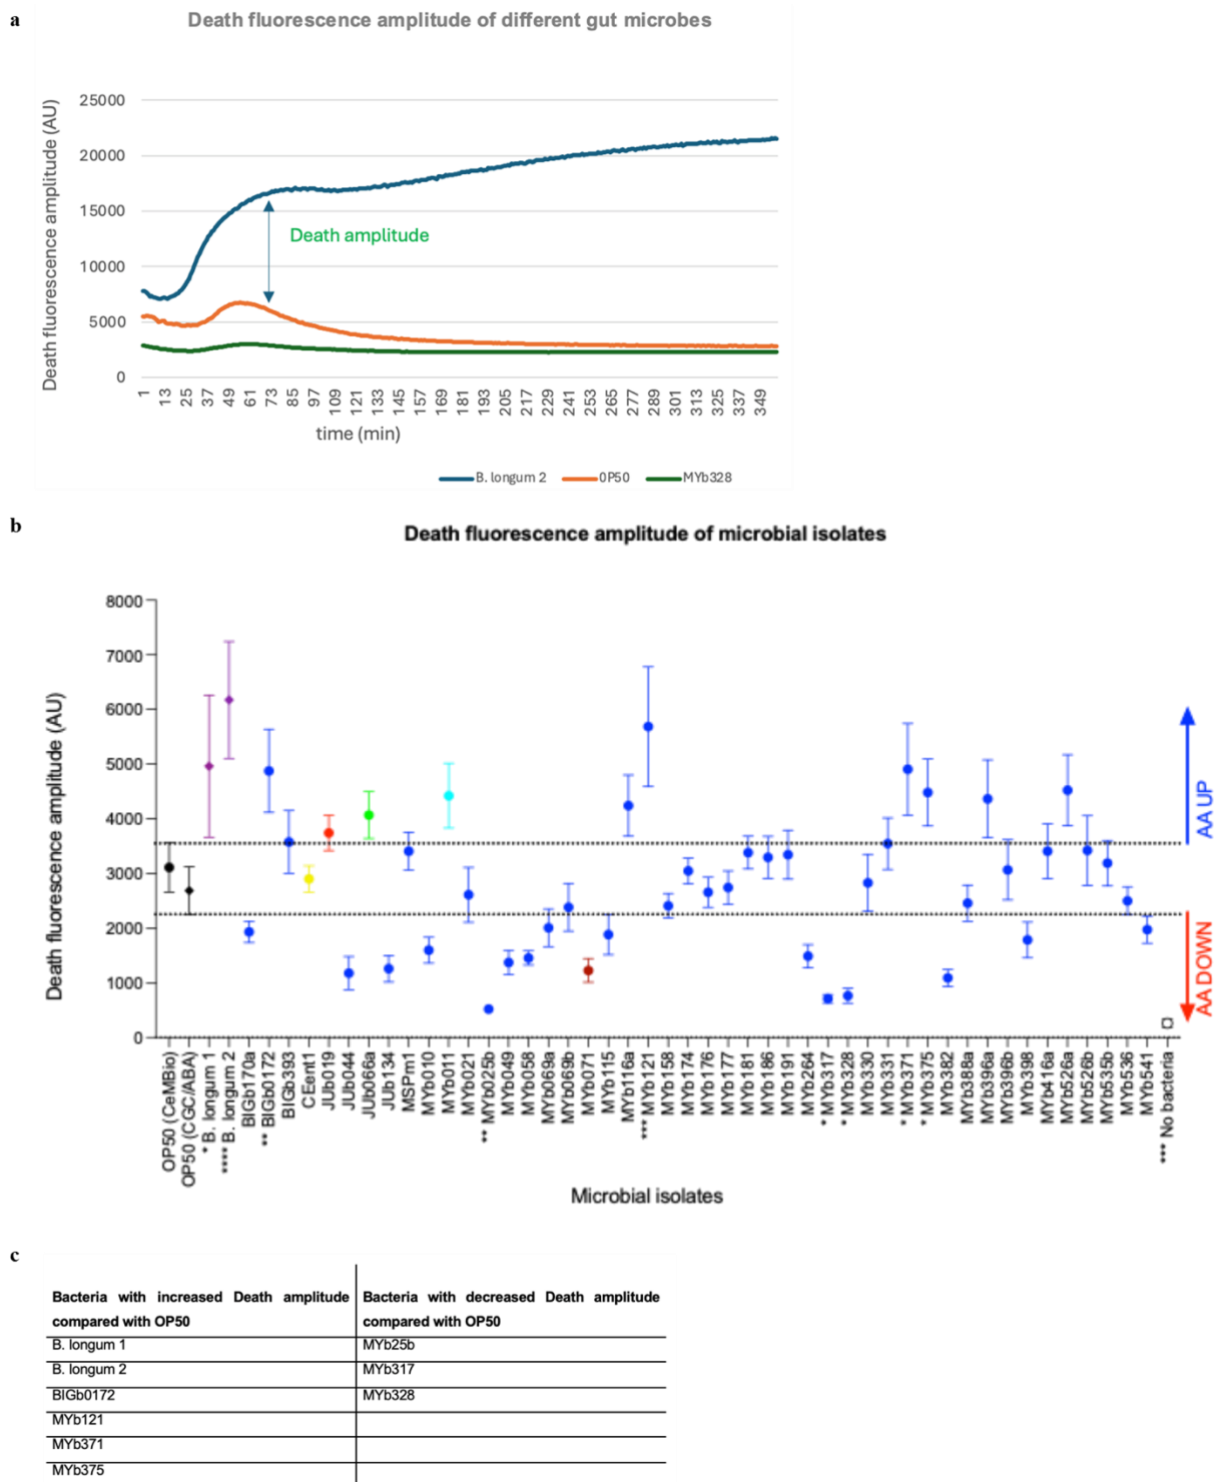 a
Death fluorescence amplitude of different gut microbes
Death fluorescence amplitude (AU)
25000
20000
15000
10000
5000
0
Death amplitude
1 13 25 37 49 61 73 85 97 109 121 133 145 157 169 181 193 205 217 229 241 253 265 277 289 301 313 325 337 349
time (min)
B. longum 2 0P50 MYb328
b
Death fluorescence amplitude of microbial isolates
Death fluorescence amplitude (AU)
8000
7000
6000
5000
4000
3000
2000
1000
0
AA UP
AA DOWN
OP50 (CeMBio)
OP50 (CGC/ABA)
* B. longum 1
**** B. longum 2
BIGb170a
** BIGb0172
BIGb393
CEent1
JUb019
JUb044
JUb066a
JUb134
MSPm1
MYb010
MYb011
MYb021
** MYb025b
MYb049
MYb058
MYb069a
MYb069b
MYb071
MYb115
MYb116a
*** MYb121
MYb158
MYb174
MYb176
MYb177
MYb181
MYb186
MYb191
MYb264
* MYb317
* MYb328
MYb330
MYb331
* MYb371
* MYb375
MYb382
MYb388a
MYb396a
MYb396b
MYb398
MYb416a
MYb526a
MYb526b
MYb535b
MYb536
MYb541
*** No bacteria
Microbial isolates
c
Bacteria with increased Death amplitude Bacteria with decreased Death amplitude
compared with OP50 compared with OP50
B. longum 1 MYb25b
B. longum 2 MYb317
BIGb0172 MYb328
MYb121
MYb371
MYb375